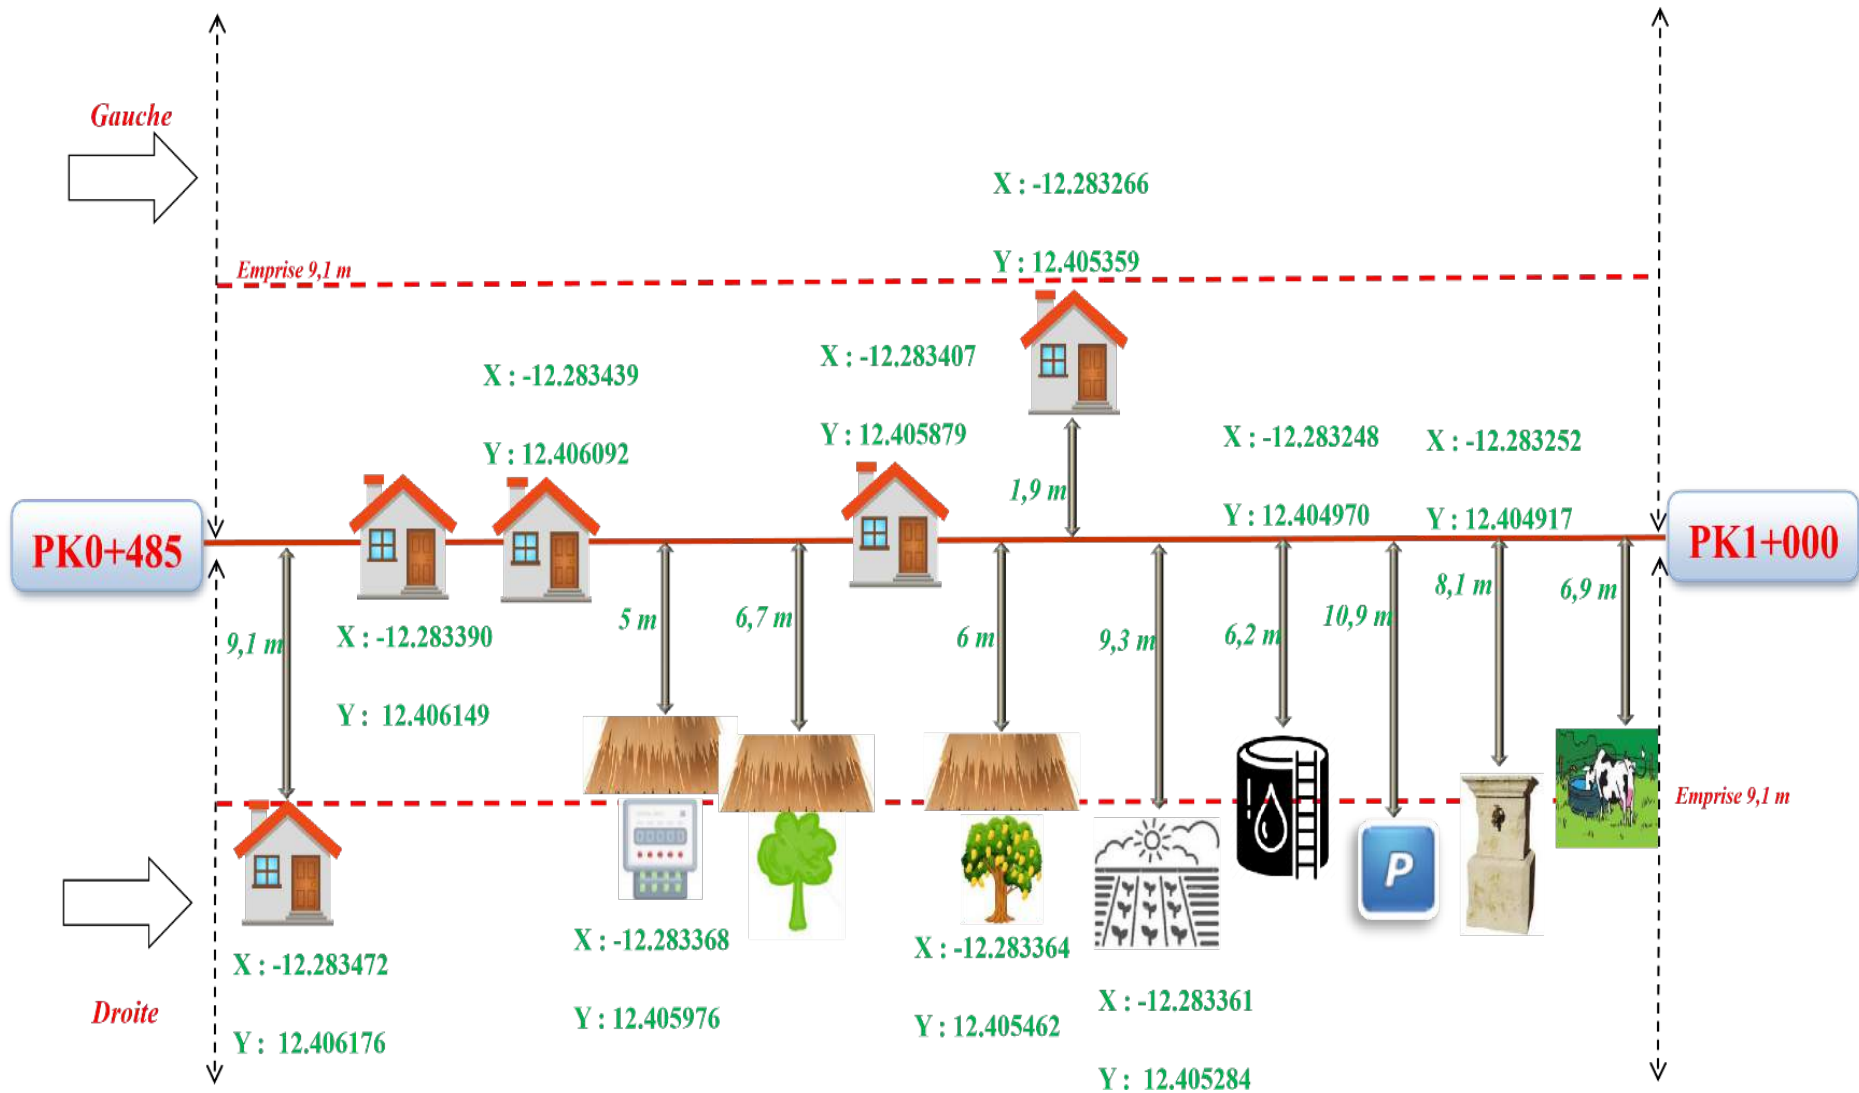 Gauche
X : -12.283266
Y : 12.405359
Emprise 9,1 m
X : -12.283439
Y : 12.406092
X : -12.283407
Y : 12.405879
1,9 m
X : -12.283248
Y : 12.404970
X : -12.283252
Y : 12.404917
PK0+485
PK1+000
9,1 m
X : -12.283390
Y : 12.406149
5 m
6,7 m
6 m
9,3 m
6,2 m
10,9 m
8,1 m
6,9 m
Emprise 9,1 m
P
Droite
X : -12.283472
Y : 12.406176
X : -12.283368
Y : 12.405976
X : -12.283364
Y : 12.405462
X : -12.283361
Y : 12.405284